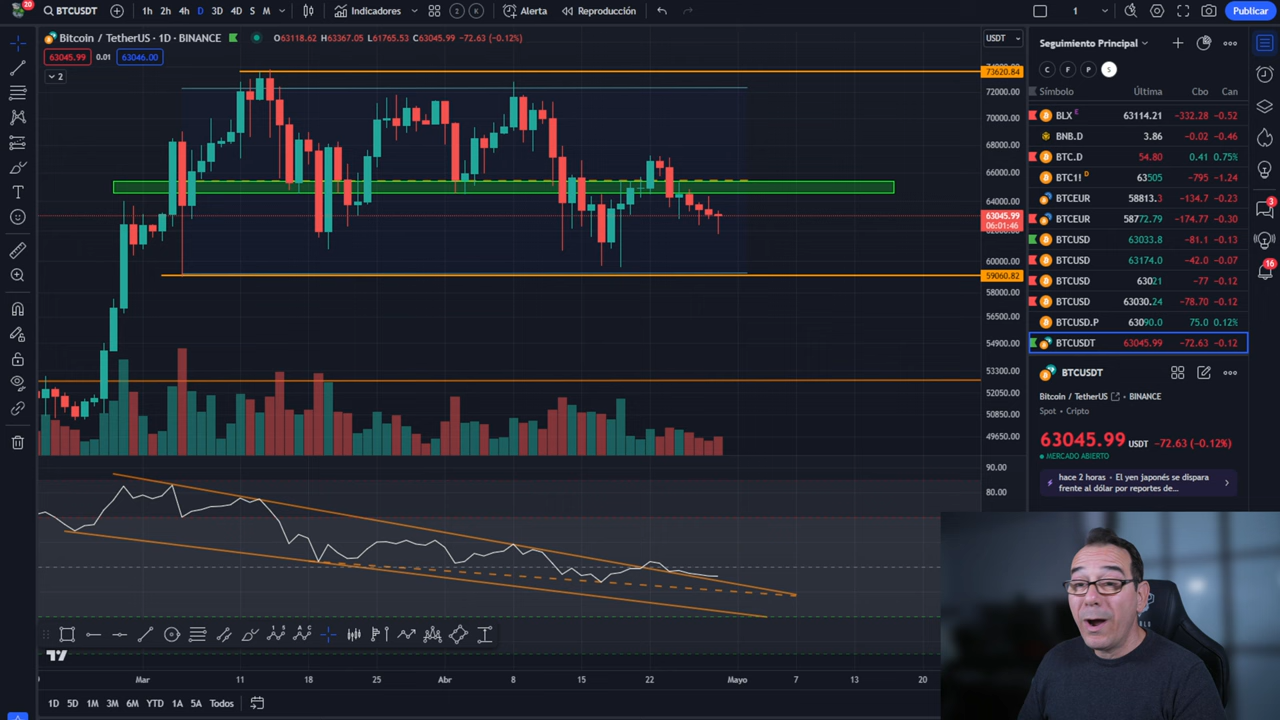 20
BTCUSDT
1h 2h 4h D 3D 4D S M
Indicadores
2 K
Alerta
Reproducción
1
Publicar
Bitcoin / TetherUS · 1D · BINANCE
O63118.62 H63367.05 L61765.53 C63045.99 -72.63 (-0.12%)
63045.99 0.01 63046.00
2
USDT
73620.84
72000.00
70000.00
68000.00
66000.00
64000.00
63045.99
06:01:46
60000.00
59060.82
58000.00
56500.00
54900.00
53300.00
52050.00
50850.00
49650.00
90.00
80.00
Mar 11 18 25 Abr 8 15 22 Mayo 7 13 20
1D 5D 1M 3M 6M YTD 1A 5A Todos
Seguimiento Principal
C F P S
Símbolo Última Cbo Can
BLX E 63114.21 -332.28 -0.52
BNB.D 3.86 -0.02 -0.46
BTC.D 54.80 0.41 0.75%
BTC1! D 63505 -795 -1.24
BTCEUR 58813.3 -134.7 -0.23
BTCEUR 58772.79 -174.77 -0.30
BTCUSD 63033.8 -81.1 -0.13
BTCUSD 63174.0 -42.0 -0.07
BTCUSD 63021 -77 -0.12
BTCUSD 63030.24 -78.70 -0.12
BTCUSD.P 63090.0 75.0 0.12%
BTCUSDT 63045.99 -72.63 -0.12
BTCUSDT
Bitcoin / TetherUS · BINANCE
Spot · Cripto
63045.99 USDT -72.63 (-0.12%)
MERCADO ABIERTO
hace 2 horas · El yen japonés se dispara
frente al dólar por reportes de...
3
16